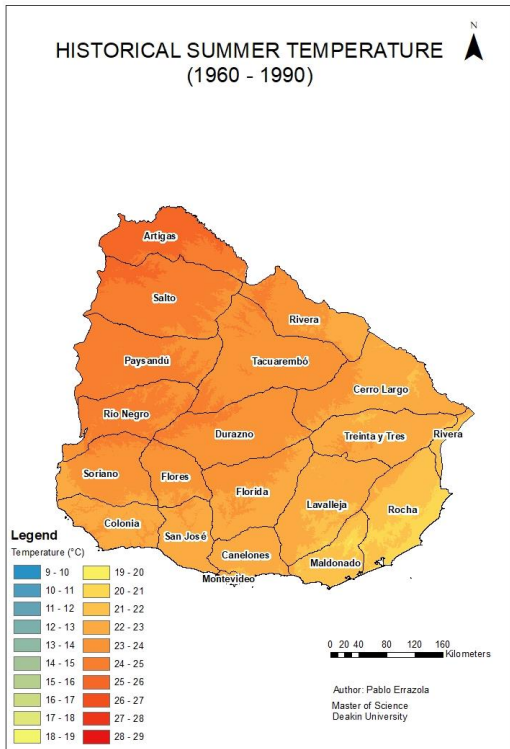 N
HISTORICAL SUMMER TEMPERATURE
(1960 - 1990)
Artigas
Salto
Rivera
Paysandú
Tacuarembó
Cerro Largo
Río Negro
Durazno
Treinta y Tres
Rivera
Soriano
Flores
Florida
Lavalleja
Rocha
Colonia
San José
Canelones
Maldonado
Montevideo
Legend
Temperature (°C)
9 - 10
10 - 11
11 - 12
12 - 13
13 - 14
14 - 15
15 - 16
16 - 17
17 - 18
18 - 19
19 - 20
20 - 21
21 - 22
22 - 23
23 - 24
24 - 25
25 - 26
26 - 27
27 - 28
28 - 29
0 20 40 80 120 160
Kilometers
Author: Pablo Errazola
Master of Science
Deakin University